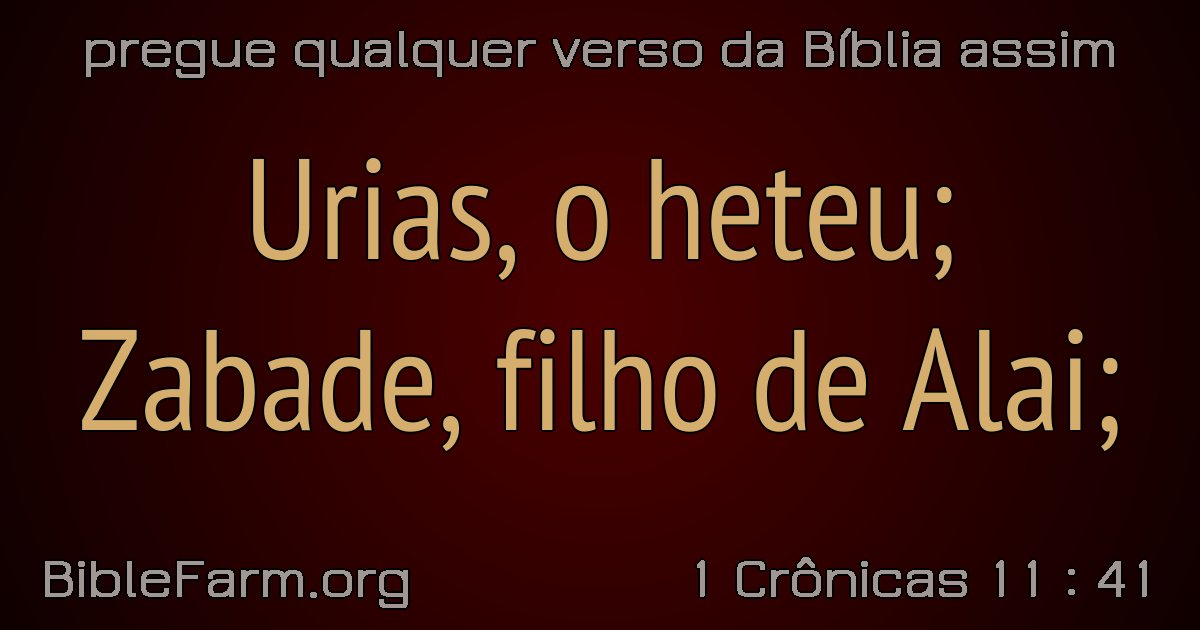 pregue qualquer verso da Bíblia assim
Urias, o heteu;
Zabade, filho de Alai;
BibleFarm.org
1 Crônicas 11 : 41